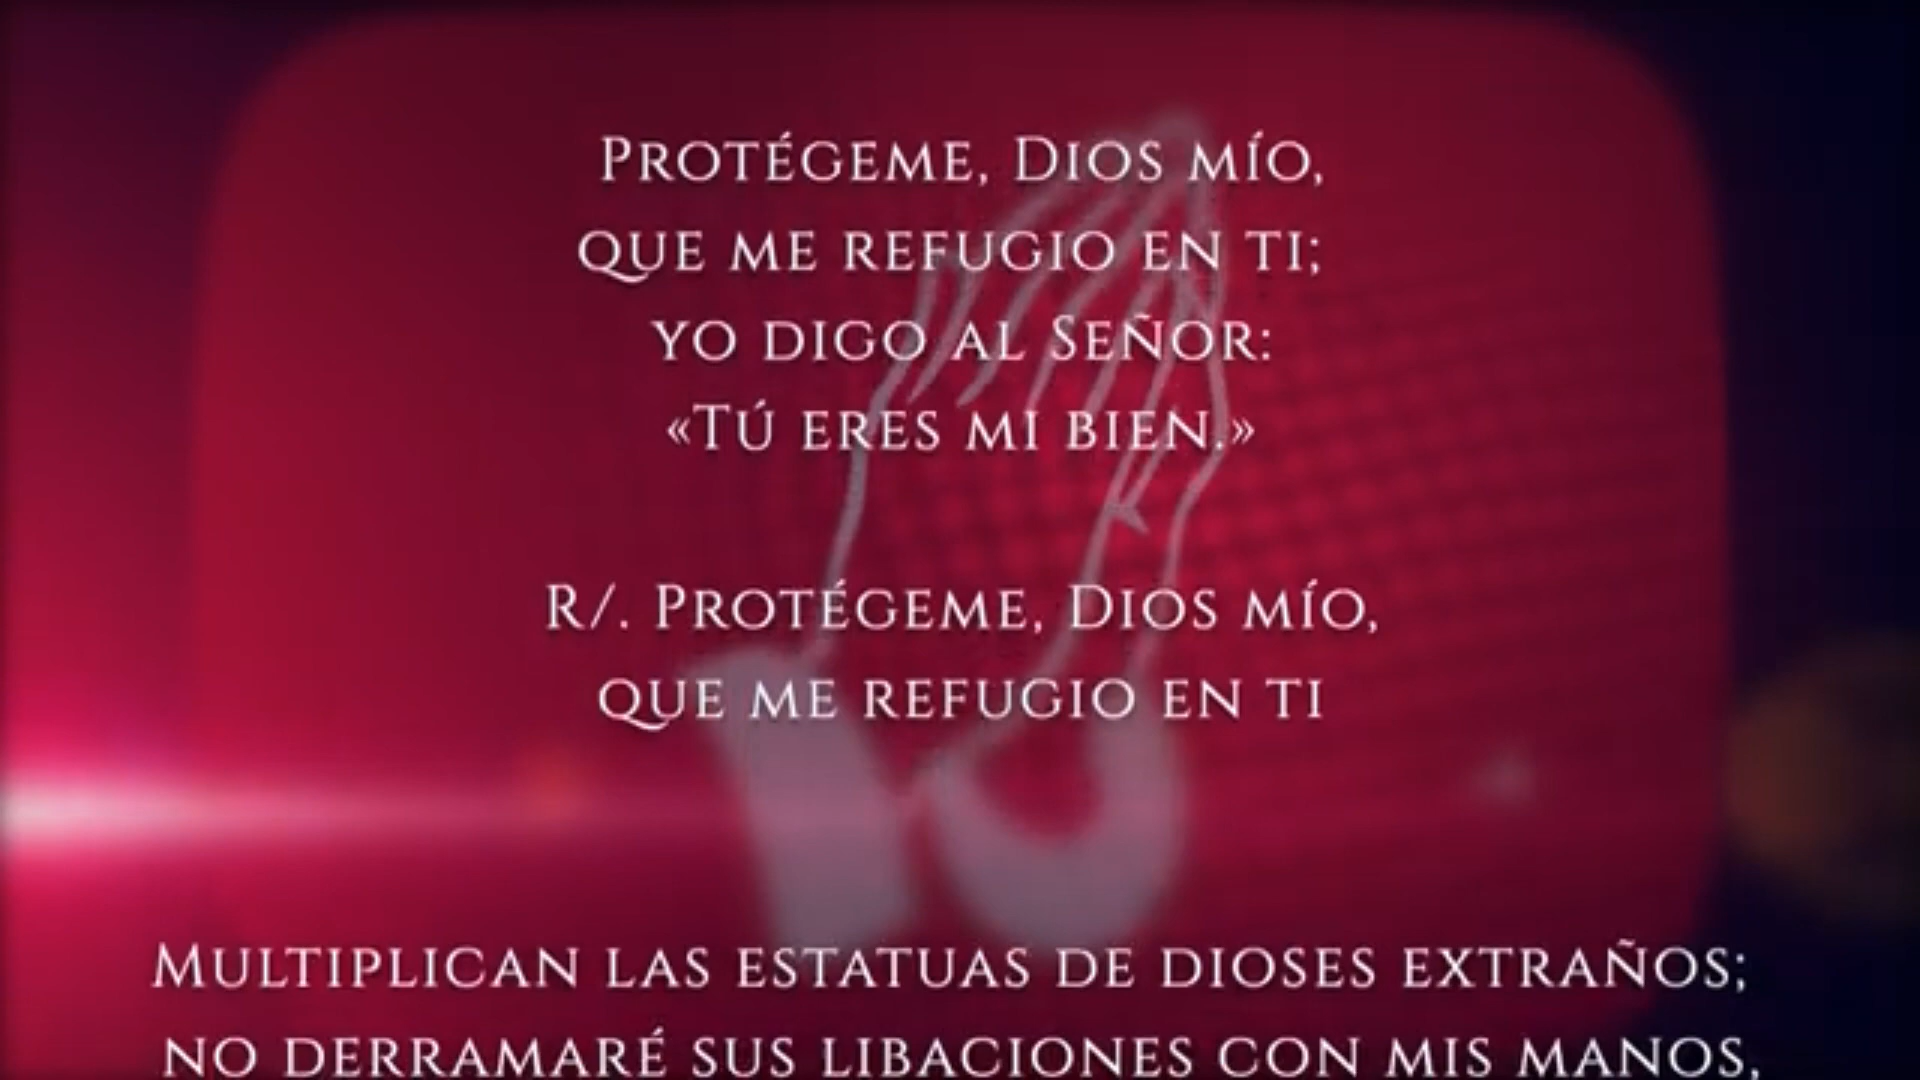 Protégeme, Dios mío,
que me refugio en ti;
yo digo al Señor:
«Tú eres mi bien.»
R/. Protégeme, Dios mío,
que me refugio en ti
Multiplican las estatuas de dioses extraños;
no derramaré sus libaciones con mis manos,